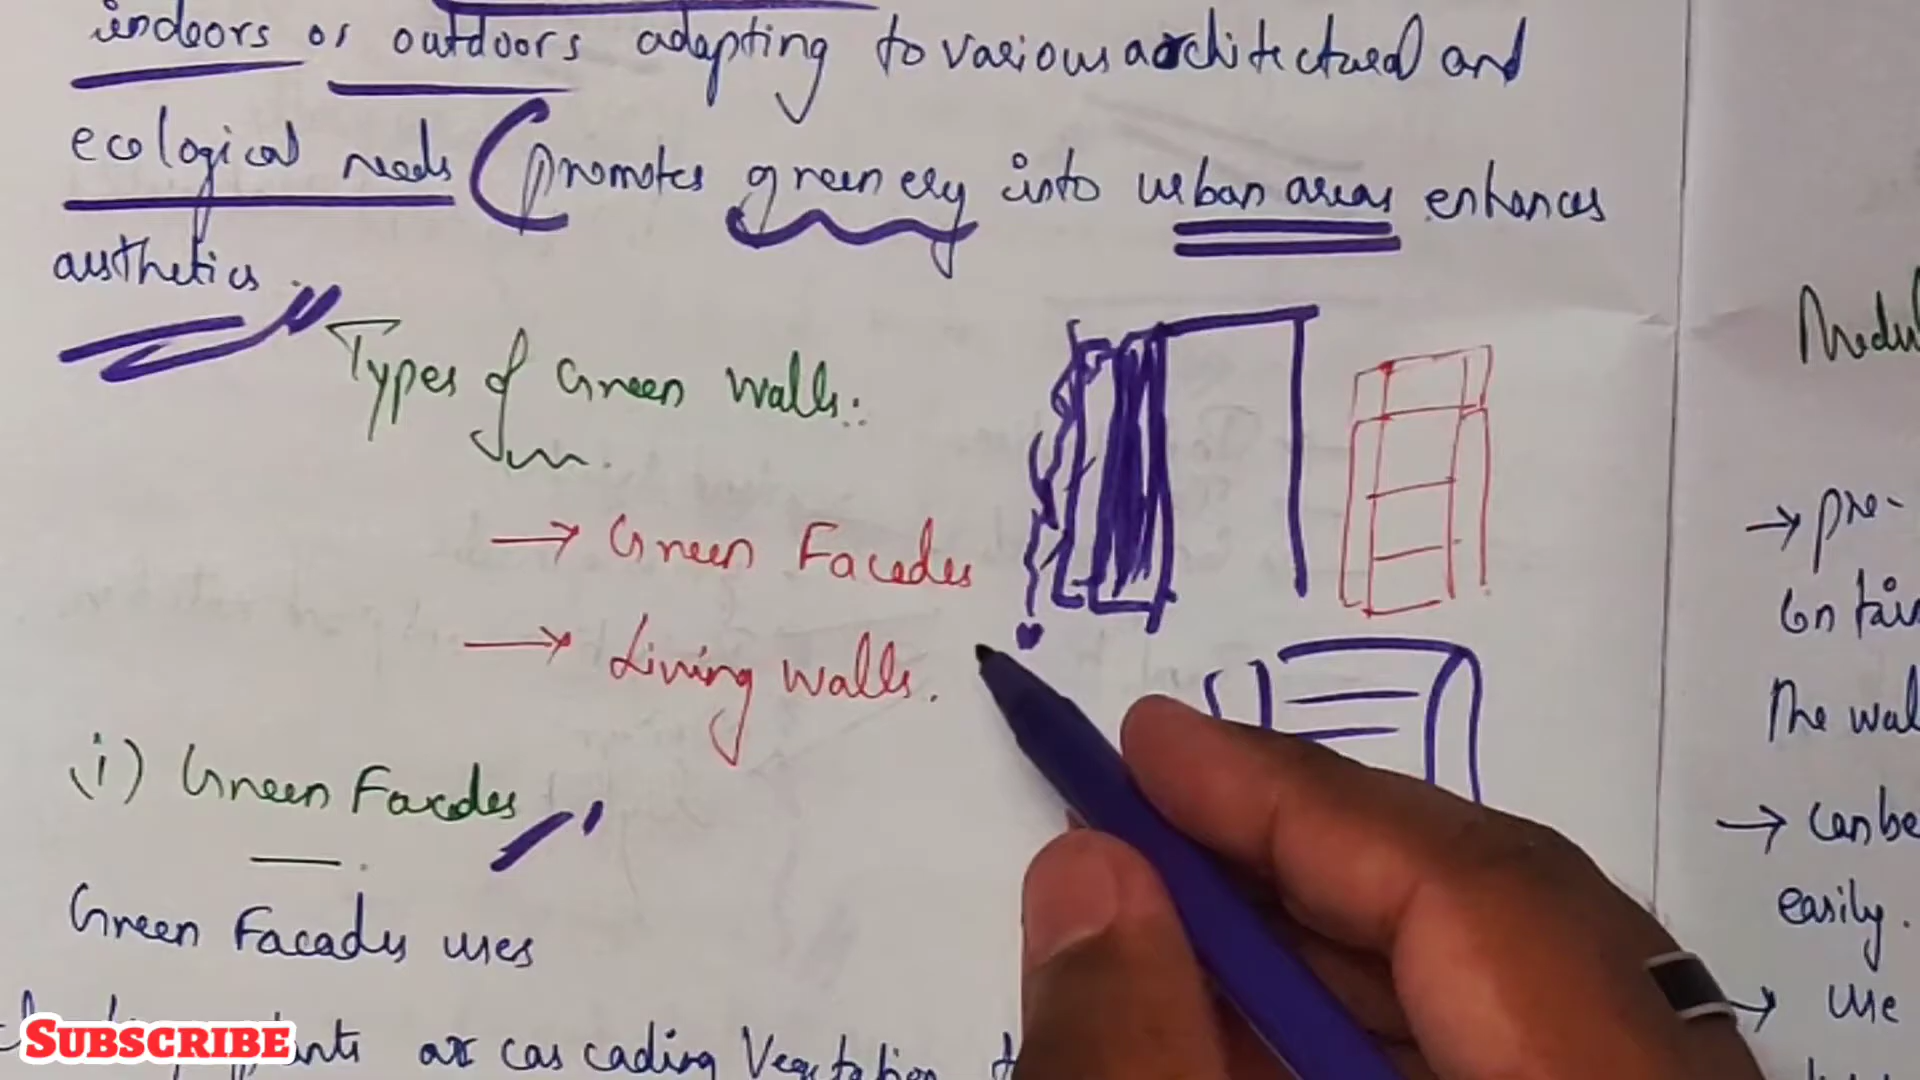 indoors or outdoors adapting to various architectural and
ecological needs promotes greenery into urban areas enhances
aesthetics.
Types of Green Walls:
→ Green Facades
→ Living Walls.
(i) Green Facades
Green Facades uses
plants or cascading Vegetation
→ pre-
Contain
The wal
→ Can be
easily.
→ Use
SUBSCRIBE